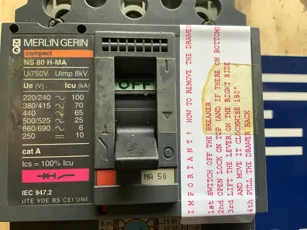 MERLIN GERIN
compact
NS 80 H-MA
Ui750V. Uimp 8kV.
Ue (V) Icu (kA)
220/240 100
380/415 70
440 65
500/525 25
660/690 6
250 10
cat A
Ics = 100% Icu
IEC 947.2
UTE VDE BS CEI UNE
OFF
MA 50
IMPORTANT! HOW TO REMOVE THE DRAWER
1st SWITCH OFF THE BREAKER
2nd OPEN LOCK ON TOP (AND IF THERE ON BOTTOM)
3rd LIFT THE LEVER ON THE RIGHT SIDE
AND MOVE IT CLOCKWISE 180°
4th PULL THE DRAWER BACK